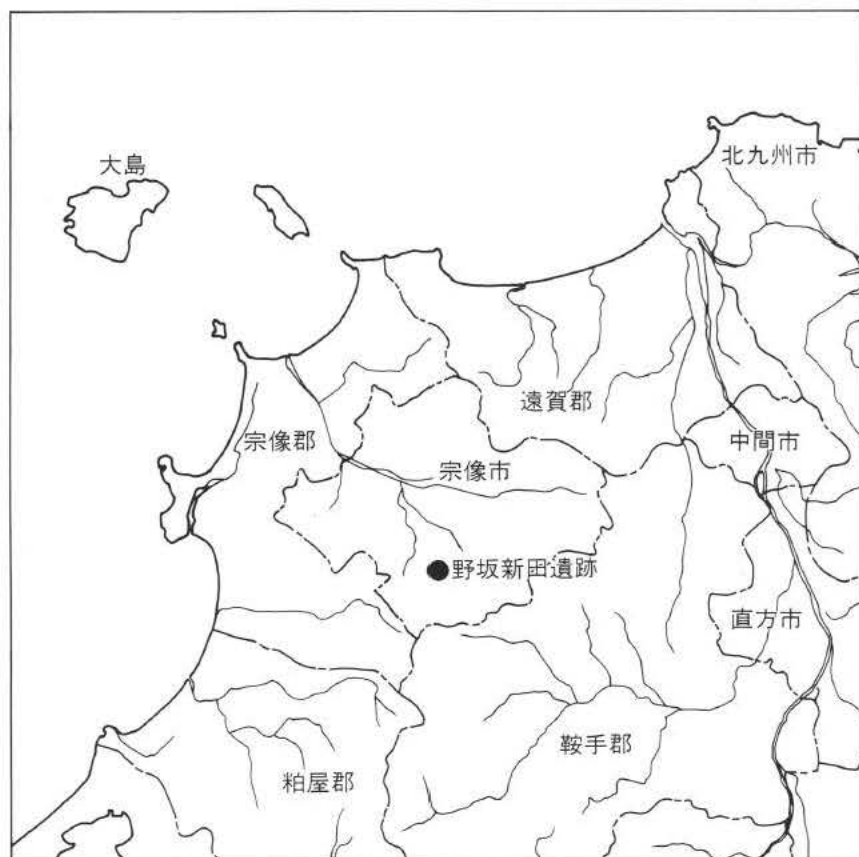 大島
北九州市
遠賀郡
宗像郡
中間市
宗像市
野坂新田遺跡
直方市
鞍手郡
粕屋郡